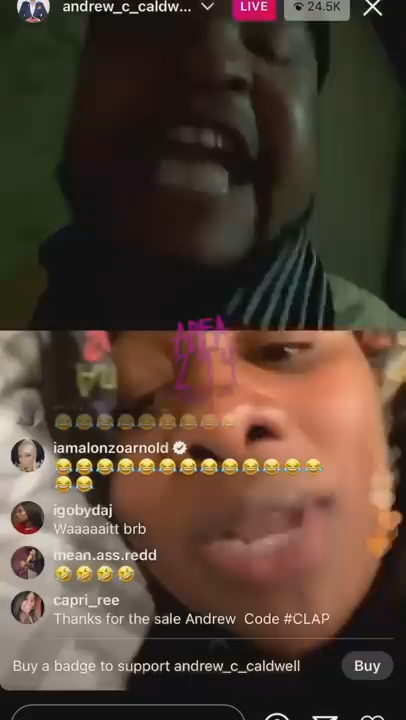 andrew_c_caldw...
LIVE
24.5K
😂😂😂😂😂😂😂😂😂
iamalonzoarnold
😂😂😂😂😂😂😂😂😂😂😂😂😂
😂😂
igobydaj
Waaaaaitt brb
mean.ass.redd
🤣🤣🤣🤣
capri_ree
Thanks for the sale Andrew Code #CLAP
Buy a badge to support andrew_c_caldwell
Buy